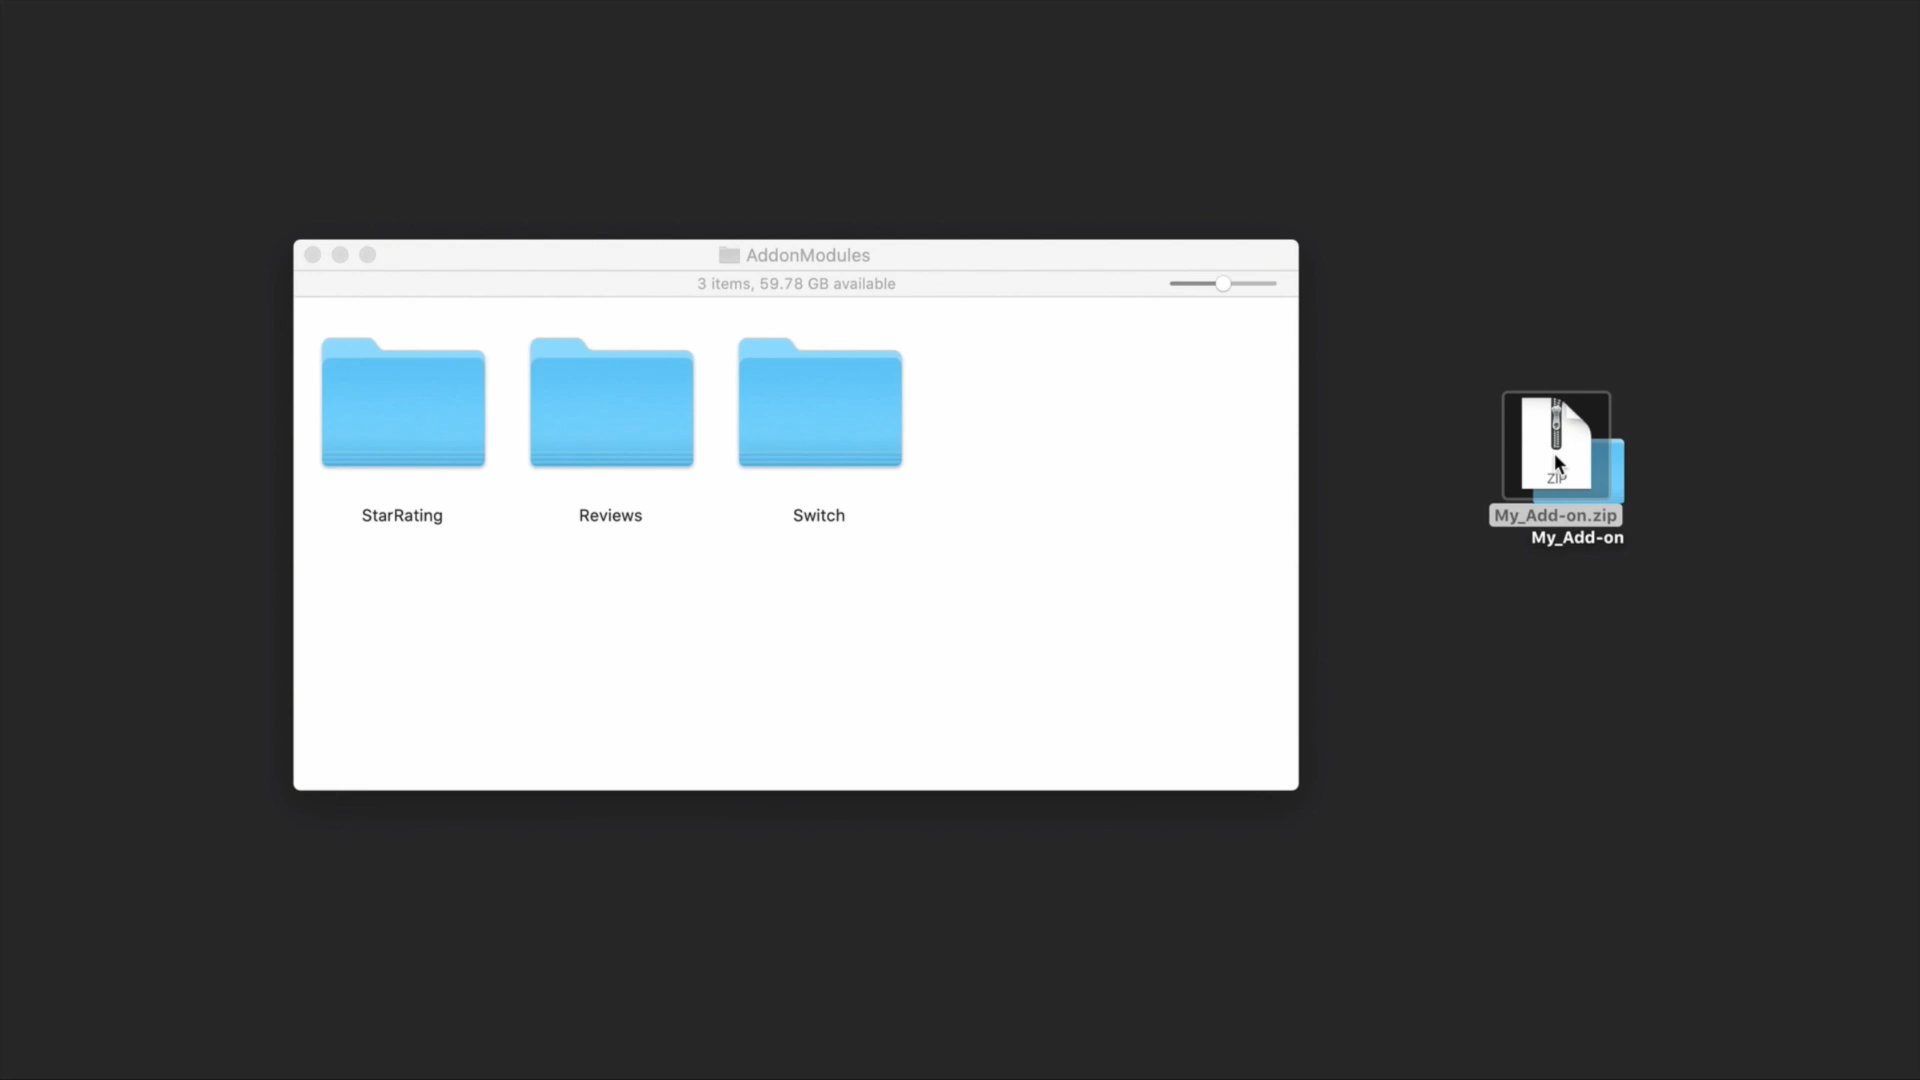 AddonModules
3 items, 59.78 GB available
StarRating
Reviews
Switch
ZIP
My_Add-on.zip
My_Add-on